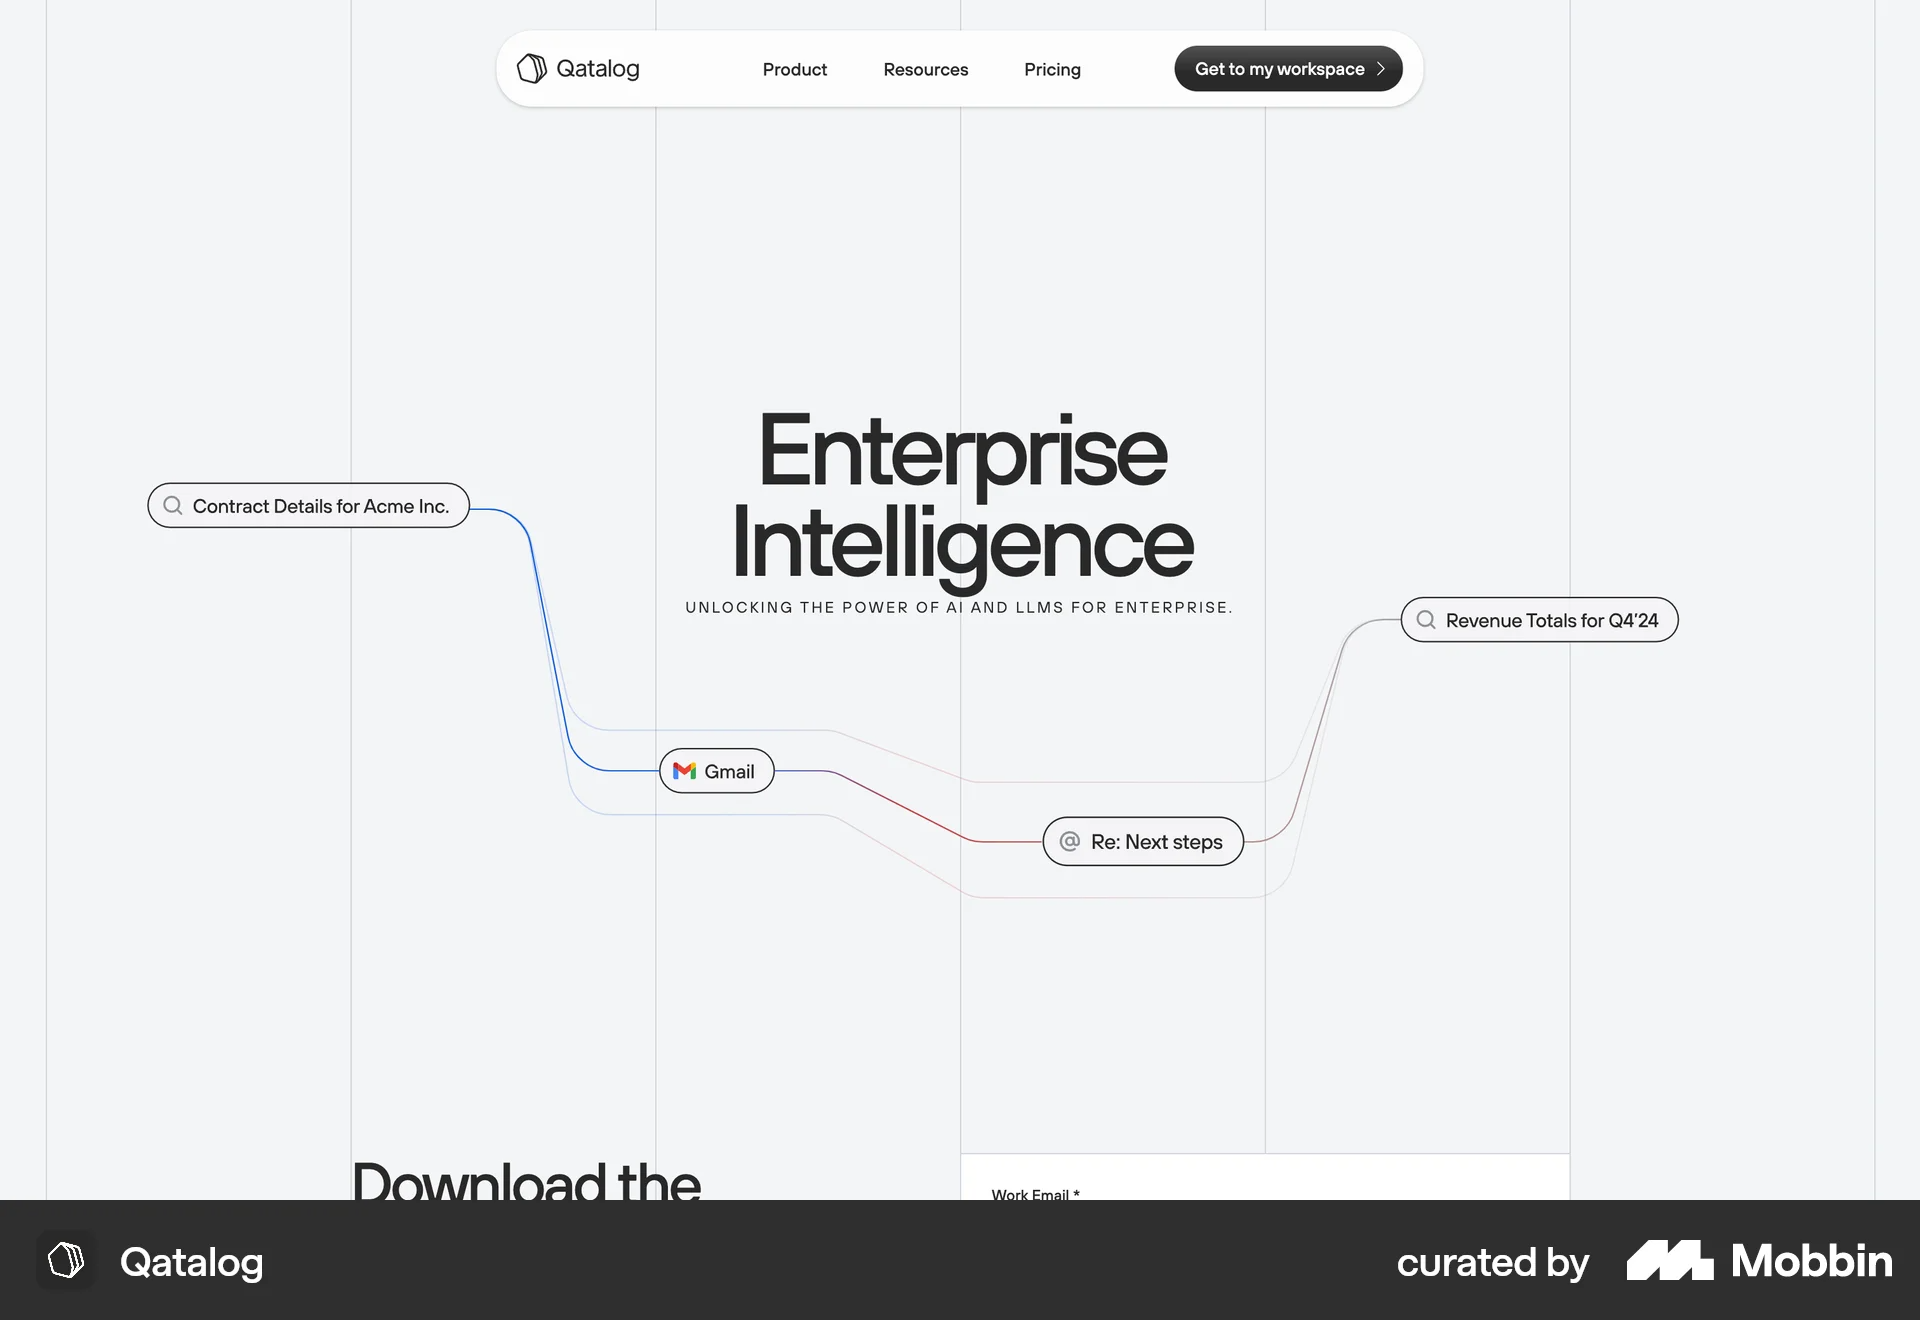 Qatalog
Product
Resources
Pricing
Get to my workspace
Enterprise
Intelligence
UNLOCKING THE POWER OF AI AND LLMS FOR ENTERPRISE.
Contract Details for Acme Inc.
Revenue Totals for Q4'24
Gmail
@ Re: Next steps
Download the
Work Email *
Qatalog
curated by Mobbin